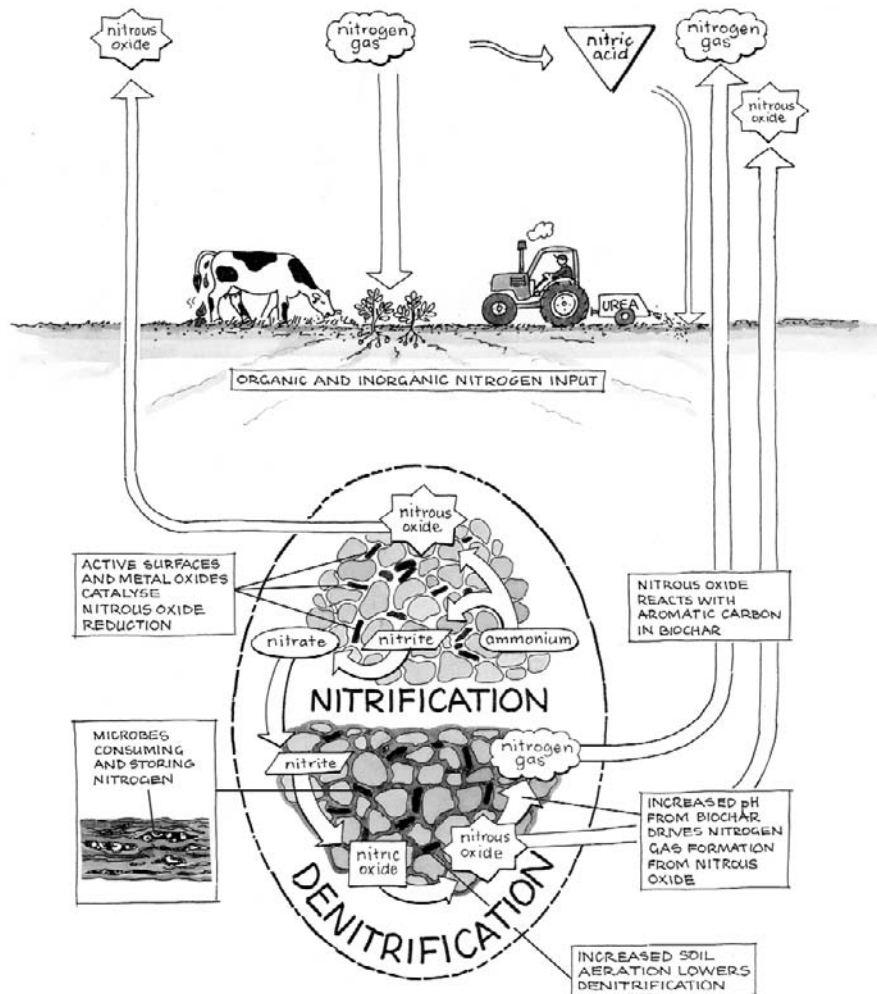 nitrous
oxide
nitrogen
gas
nitric
acid
nitrogen
gas
nitrous
oxide
UREA
ORGANIC AND INORGANIC NITROGEN INPUT
nitrous
oxide
ACTIVE SURFACES
AND METAL OXIDES
CATALYSE
NITROUS OXIDE
REDUCTION
NITROUS OXIDE
REACTS WITH
AROMATIC CARBON
IN BIOCHAR
nitrate
nitrite
ammonium
NITRIFICATION
MICROBES
CONSUMING
AND STORING
NITROGEN
nitrite
nitrogen
gas
nitric
oxide
nitrous
oxide
INCREASED pH
FROM BIOCHAR
DRIVES NITROGEN
GAS FORMATION
FROM NITROUS
OXIDE
DENITRIFICATION
INCREASED SOIL
AERATION LOWERS
DENITRIFICATION